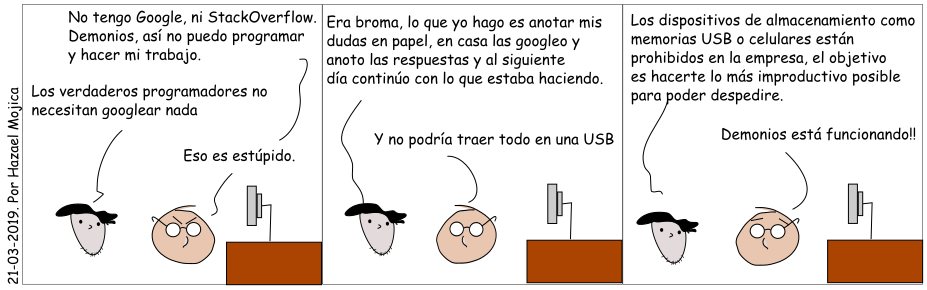 No tengo Google, ni StackOverflow.
Demonios, así no puedo programar
y hacer mi trabajo.
Los verdaderos programadores no
necesitan googlear nada
Eso es estúpido.
Era broma, lo que yo hago es anotar mis
dudas en papel, en casa las googleo y
anoto las respuestas y al siguiente
día continúo con lo que estaba haciendo.
Y no podría traer todo en una USB
Los dispositivos de almacenamiento como
memorias USB o celulares están
prohibidos en la empresa, el objetivo
es hacerte lo más improductivo posible
para poder despedire.
Demonios está funcionando!!
21-03-2019. Por Hazael Mojica